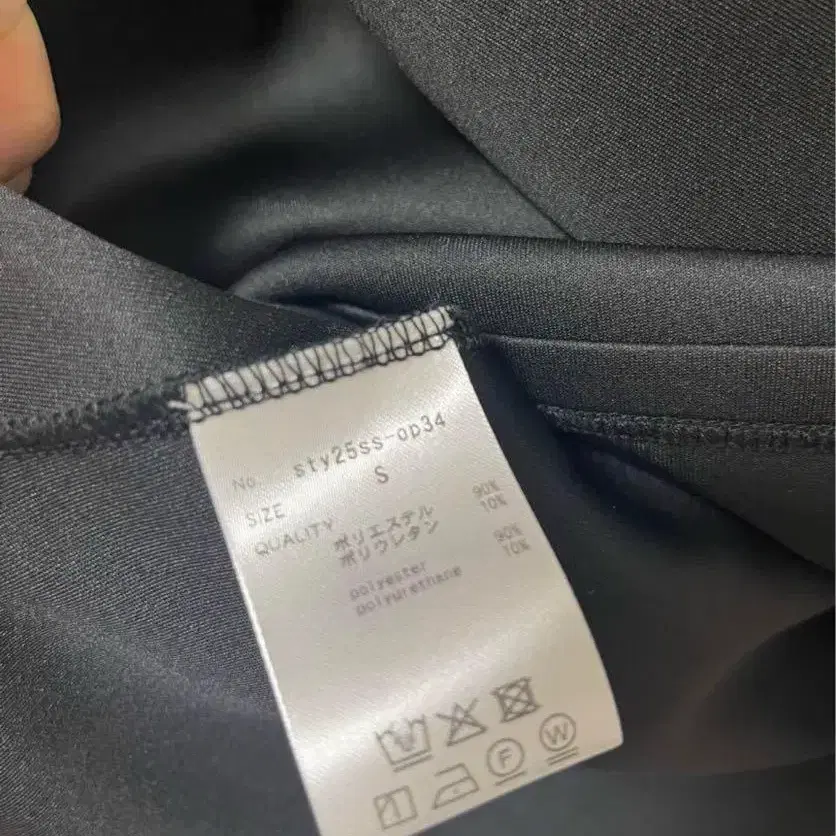 No. sty25ss-op34
SIZE S
QUALITY
ポリエステル 90%
ポリウレタン 10%
polyester 90%
polyurethane 10%
F W